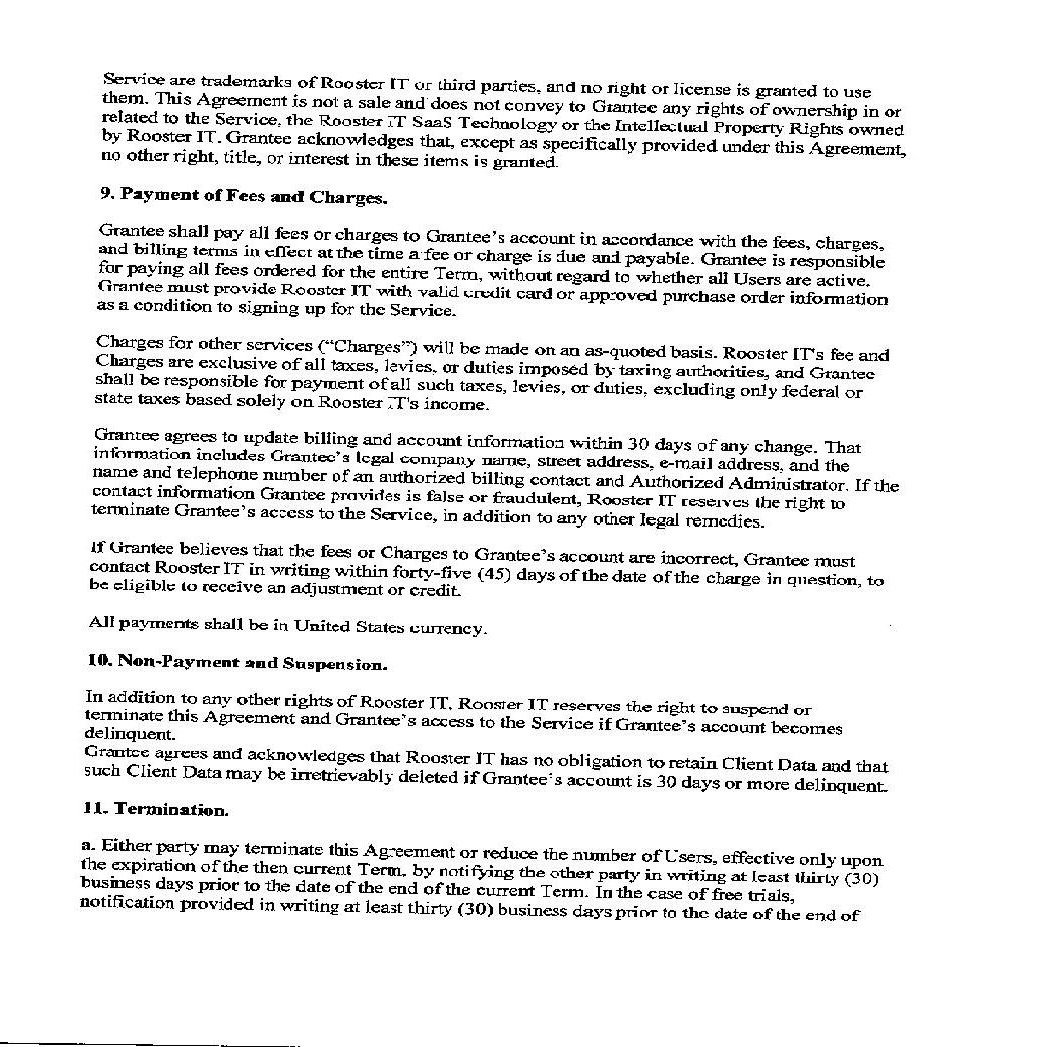 Service are trademarks of Rooster IT or third parties, and no right or license is granted to use
them. This Agreement is not a sale and does not convey to Grantee any rights of ownership in or
related to the Service, the Rooster IT SaaS Technology or the Intellectual Property Rights owned
by Rooster IT. Grantee acknowledges that, except as specifically provided under this Agreement,
no other right, title, or interest in these items is granted.
9. Payment of Fees and Charges.
Grantee shall pay all fees or charges to Grantee's account in accordance with the fees, charges,
and billing terms in effect at the time a fee or charge is due and payable. Grantee is responsible
for paying all fees ordered for the entire Term, without regard to whether all Users are active.
Grantee must provide Rooster IT with valid credit card or approved purchase order information
as a condition to signing up for the Service.
Charges for other services ("Charges") will be made on an as-quoted basis. Rooster IT's fee and
Charges are exclusive of all taxes, levies, or duties imposed by taxing authorities, and Grantee
shall be responsible for payment of all such taxes, levies, or duties, excluding only federal or
state taxes based solely on Rooster IT's income.
Grantee agrees to update billing and account information within 30 days of any change. That
information includes Grantee's legal company name, street address, e-mail address, and the
name and telephone number of an authorized billing contact and Authorized Administrator. If the
contact information Grantee provides is false or fraudulent, Rooster IT reserves the right to
terminate Grantee's access to the Service, in addition to any other legal remedies.
If Grantee believes that the fees or Charges to Grantee's account are incorrect, Grantee must
contact Rooster IT in writing within forty-five (45) days of the date of the charge in question, to
be eligible to receive an adjustment or credit.
All payments shall be in United States currency.
10. Non-Payment and Suspension.
In addition to any other rights of Rooster IT, Rooster IT reserves the right to suspend or
terminate this Agreement and Grantee's access to the Service if Grantee's account becomes
delinquent.
Grantee agrees and acknowledges that Rooster IT has no obligation to retain Client Data and that
such Client Data may be irretrievably deleted if Grantee's account is 30 days or more delinquent.
11. Termination.
a. Either party may terminate this Agreement or reduce the number of Users, effective only upon
the expiration of the then current Term, by notifying the other party in writing at least thirty (30)
business days prior to the date of the end of the current Term. In the case of free trials,
notification provided in writing at least thirty (30) business days prior to the date of the end of